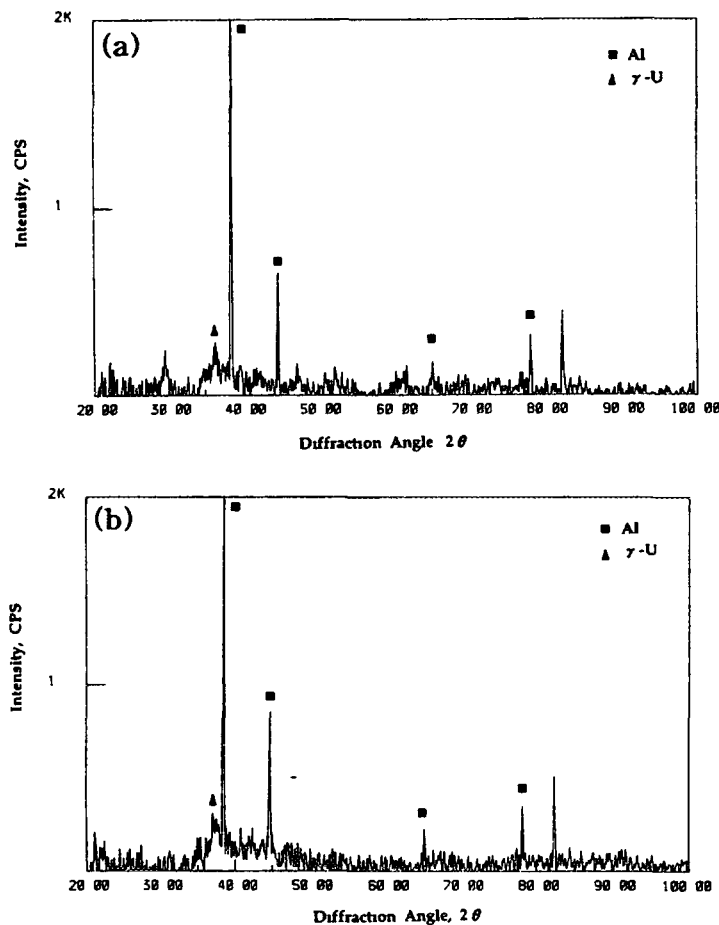 2K
(a)
■ Al
▲ γ-U
Intensity, CPS
1
20 00 30 00 40 00 50 00 60 00 70 00 80 00 90 00 100 00
Diffraction Angle 2θ
2K
(b)
■ Al
▲ γ-U
Intensity, CPS
1
20 00 30 00 40 00 50 00 60 00 70 00 80 00 90 00 100 00
Diffraction Angle, 2θ